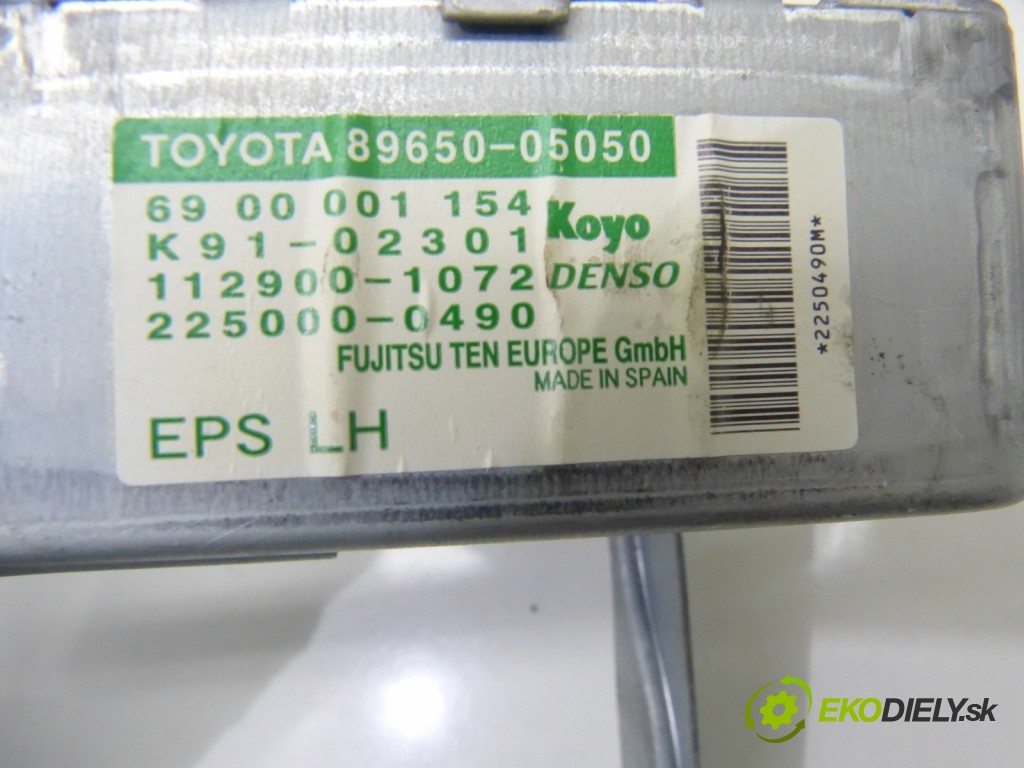 TOYOTA 89650-05050
69 00 001 154
K91-02301 Koyo
112900-1072 DENSO
225000-0490
FUJITSU TEN EUROPE GmbH
MADE IN SPAIN
EPS LH
*2250490M*
EKODIELY.sk